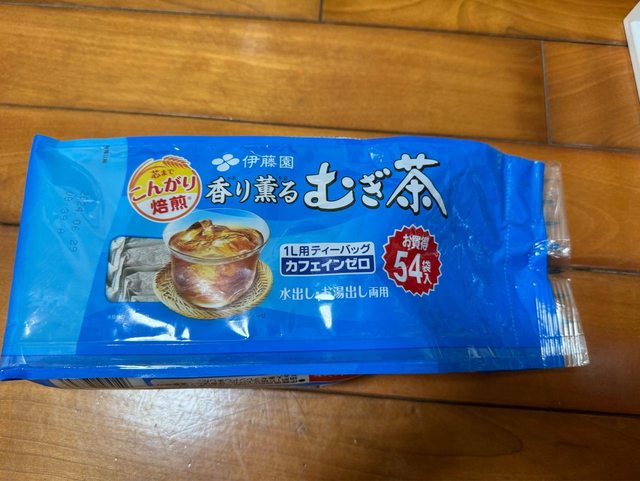 伊藤園
芯まで
こんがり
焙煎
香り薫る
むぎ茶
1L用ティーバッグ
カフェインゼロ
お買得
54袋入
水出し・お湯出し両用